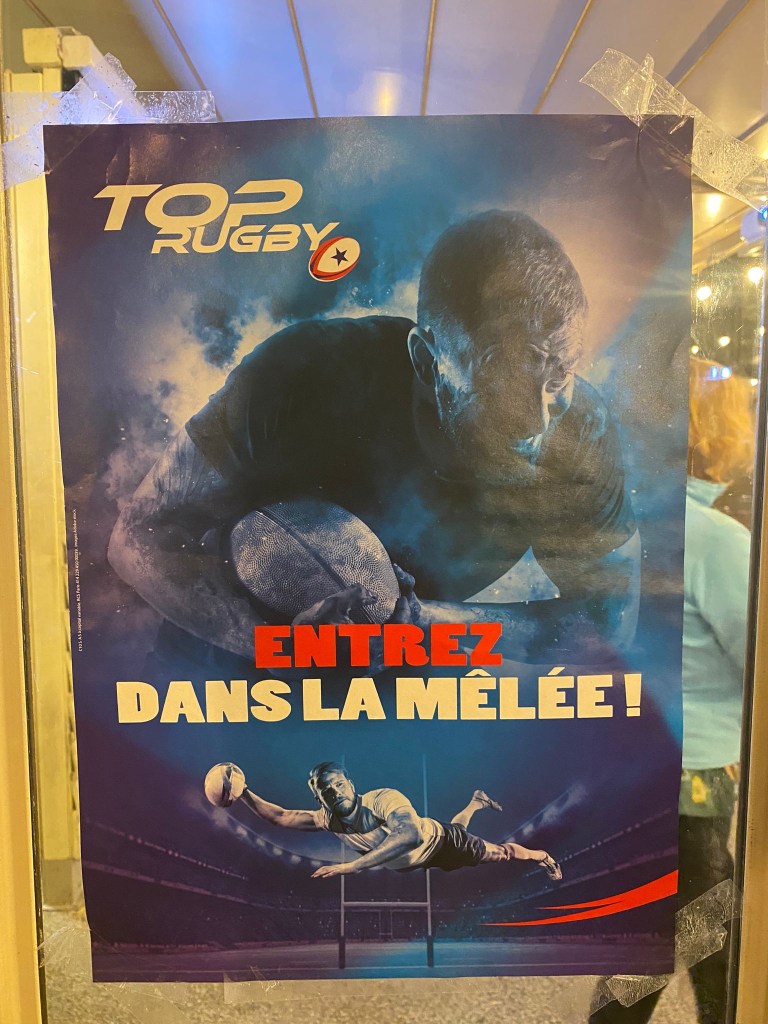 TOP
RUGBY
ENTREZ
DANS LA MÊLÉE !